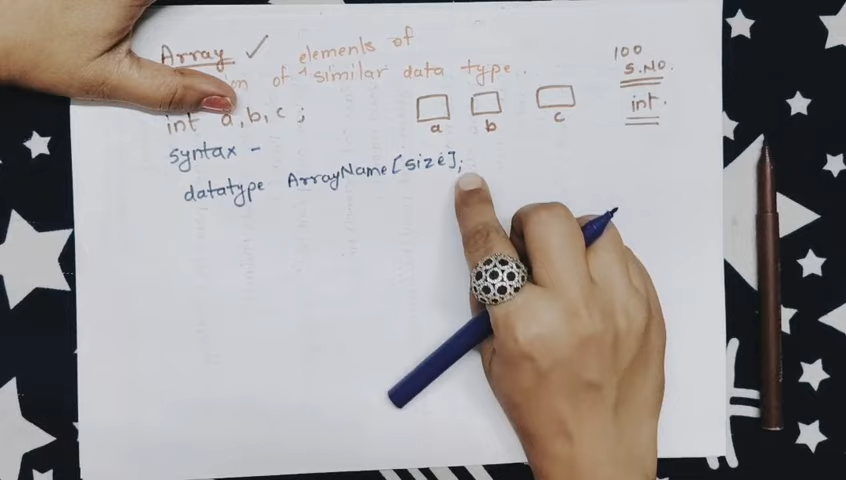 Array ✓
elements of
of similar data type.
int a,b,c ;
a b c
100
S.NO.
int.
syntax -
datatype ArrayName[size];